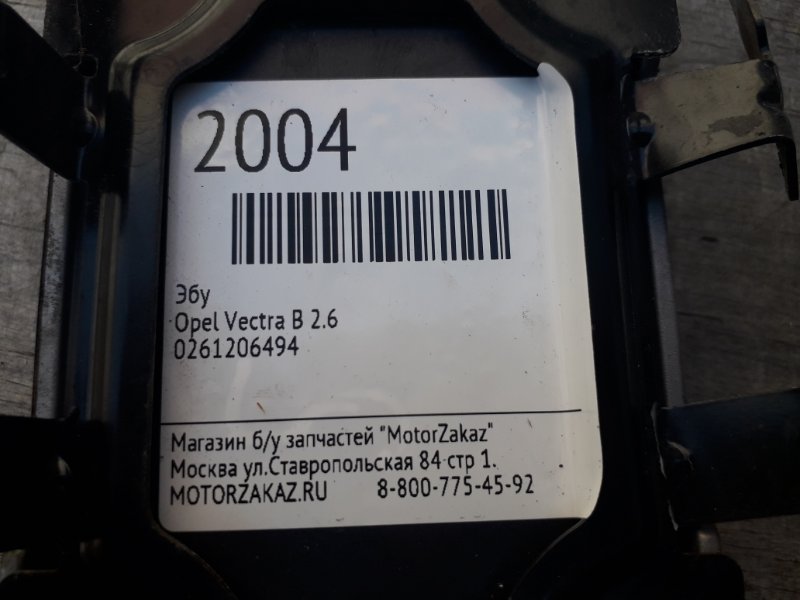 2004
Эбу
Opel Vectra B 2.6
0261206494
Магазин б/у запчастей "MotorZakaz"
Москва ул.Ставропольская 84 стр 1.
MOTORZAKAZ.RU 8-800-775-45-92